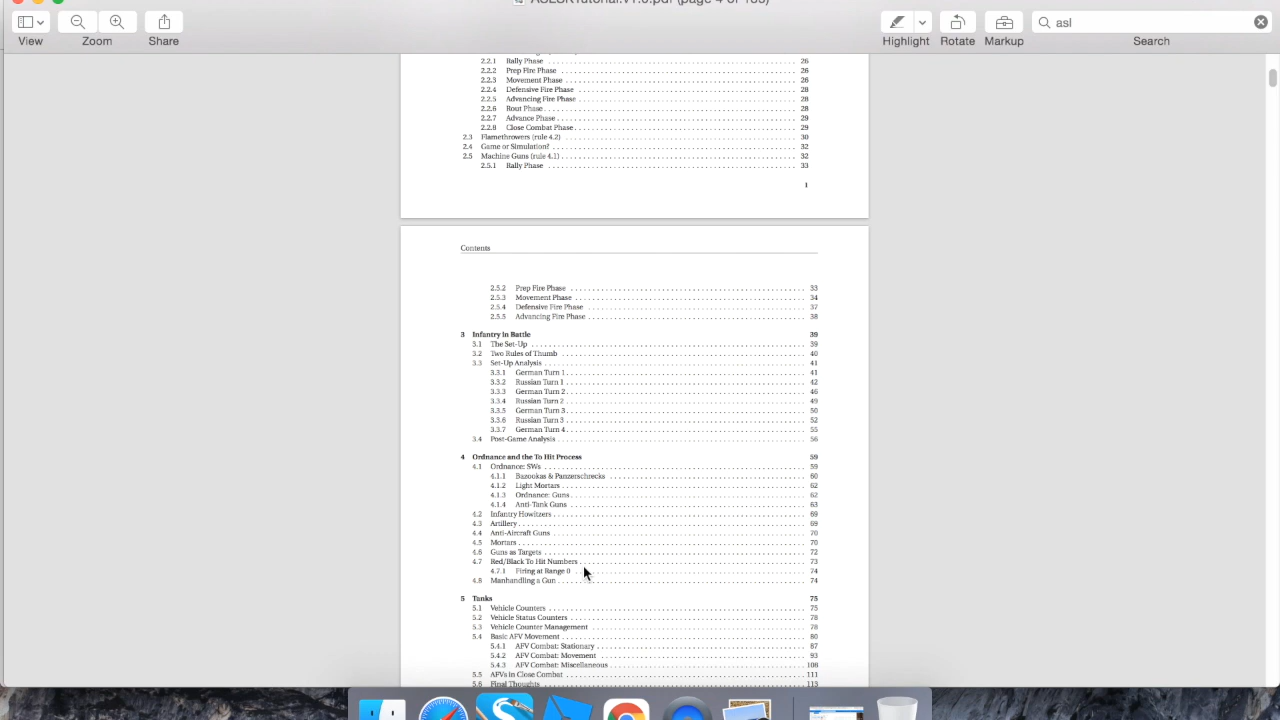 ASLSKTutorial.v1.0.pdf (page 4 of 135)
View
Zoom
Share
Highlight
Rotate
Markup
asl
Search
2.2.1 Rally Phase 26
2.2.2 Prep Fire Phase 26
2.2.3 Movement Phase 26
2.2.4 Defensive Fire Phase 28
2.2.5 Advancing Fire Phase 28
2.2.6 Rout Phase 28
2.2.7 Advance Phase 29
2.2.8 Close Combat Phase 29
2.3 Flamethrowers (rule 4.2) 30
2.4 Game or Simulation? 32
2.5 Machine Guns (rule 4.1) 32
2.5.1 Rally Phase 33
1
Contents
2.5.2 Prep Fire Phase 33
2.5.3 Movement Phase 34
2.5.4 Defensive Fire Phase 37
2.5.5 Advancing Fire Phase 38
3 Infantry in Battle 39
3.1 The Set-Up 39
3.2 Two Rules of Thumb 40
3.3 Set-Up Analysis 41
3.3.1 German Turn 1 41
3.3.2 Russian Turn 1 42
3.3.3 German Turn 2 46
3.3.4 Russian Turn 2 49
3.3.5 German Turn 3 50
3.3.6 Russian Turn 3 52
3.3.7 German Turn 4 55
3.4 Post-Game Analysis 56
4 Ordnance and the To Hit Process 59
4.1 Ordnance: SWs 59
4.1.1 Bazookas & Panzerschrecks 60
4.1.2 Light Mortars 62
4.1.3 Ordnance: Guns 62
4.1.4 Anti-Tank Guns 63
4.2 Infantry Howitzers 69
4.3 Artillery 69
4.4 Anti-Aircraft Guns 70
4.5 Mortars 70
4.6 Guns as Targets 72
4.7 Red/Black To Hit Numbers 73
4.7.1 Firing at Range 0 74
4.8 Manhandling a Gun 74
5 Tanks 75
5.1 Vehicle Counters 75
5.2 Vehicle Status Counters 78
5.3 Vehicle Counter Management 78
5.4 Basic AFV Movement 80
5.4.1 AFV Combat: Stationary 87
5.4.2 AFV Combat: Movement 93
5.4.3 AFV Combat: Miscellaneous 108
5.5 AFVs in Close Combat 111
5.6 Final Thoughts 113